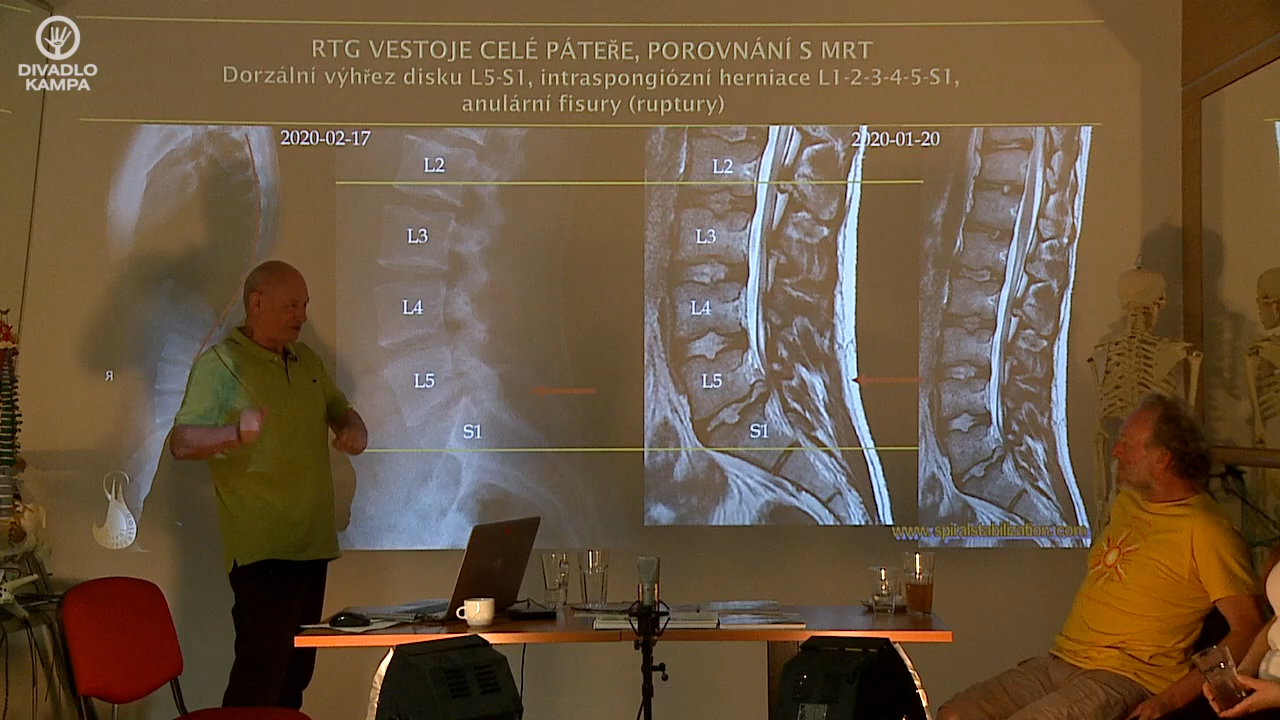 DIVADLO
KAMPA
RTG VESTOJE CELÉ PÁTEŘE, POROVNÁNÍ S MRT
Dorzální výhřez disku L5-S1, intraspongiózní herniace L1-2-3-4-5-S1,
anulární fisury (ruptury)
2020-02-17
2020-01-20
L2
L2
L3
L3
L4
L4
L5
L5
S1
S1
Я
www.spiralstabilization.com